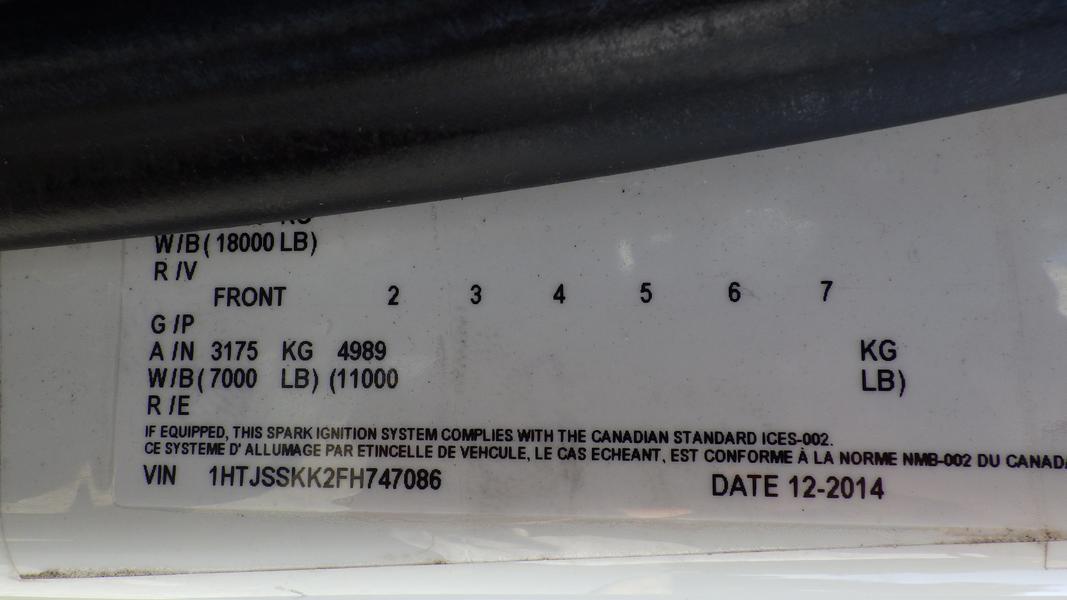 W/B( 18000 LB)
R /V
FRONT 2 3 4 5 6 7
G /P
A /N 3175 KG 4989 KG
W/B( 7000 LB) (11000 LB)
R /E
IF EQUIPPED, THIS SPARK IGNITION SYSTEM COMPLIES WITH THE CANADIAN STANDARD ICES-002.
CE SYSTEME D' ALLUMAGE PAR ETINCELLE DE VEHCULE, LE CAS ECHEANT, EST CONFORME À LA NORME NMB-002 DU CANADA
VIN 1HTJSSKK2FH747086 DATE 12-2014